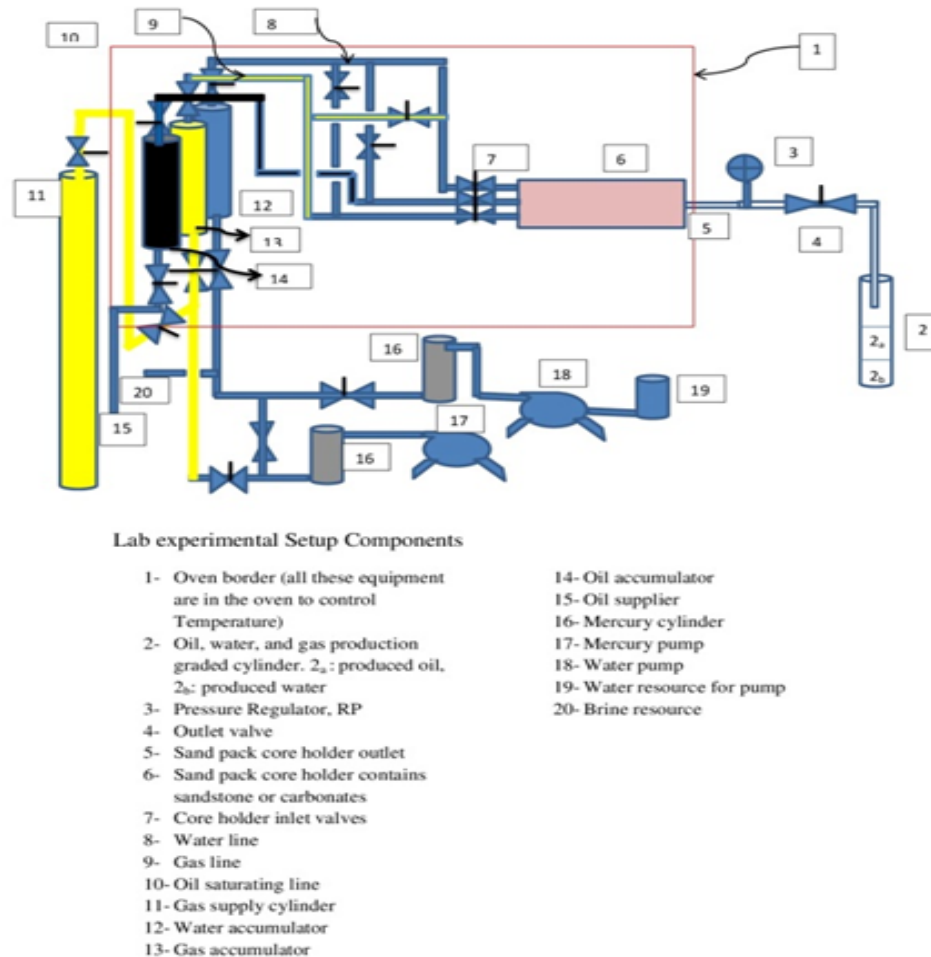 10
9
8
1
11
7
6
3
12
5
13
4
14
2
2a
2b
16
18
19
20
17
15
16
Lab experimental Setup Components
1- Oven border (all these equipment
are in the oven to control
Temperature)
2- Oil, water, and gas production
graded cylinder. 2a : produced oil,
2b: produced water
3- Pressure Regulator, RP
4- Outlet valve
5- Sand pack core holder outlet
6- Sand pack core holder contains
sandstone or carbonates
7- Core holder inlet valves
8- Water line
9- Gas line
10- Oil saturating line
11- Gas supply cylinder
12- Water accumulator
13- Gas accumulator
14- Oil accumulator
15- Oil supplier
16- Mercury cylinder
17- Mercury pump
18- Water pump
19- Water resource for pump
20- Brine resource